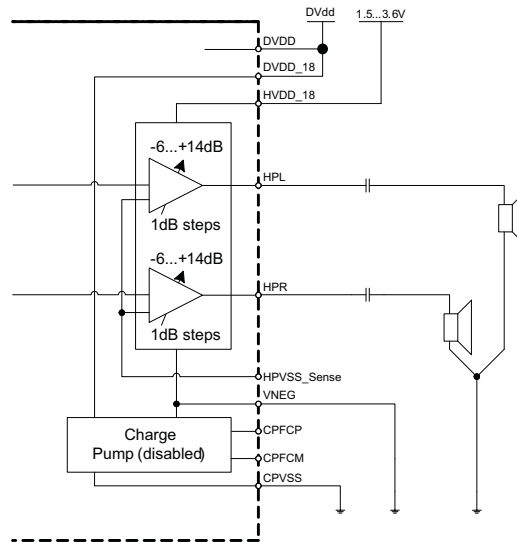 DVdd
1.5...3.6V
DVDD
DVDD_18
HVDD_18
-6...+14dB
HPL
1dB steps
-6...+14dB
HPR
1dB steps
HPVSS_Sense
VNEG
Charge
Pump (disabled)
CPFCP
CPFCM
CPVSS